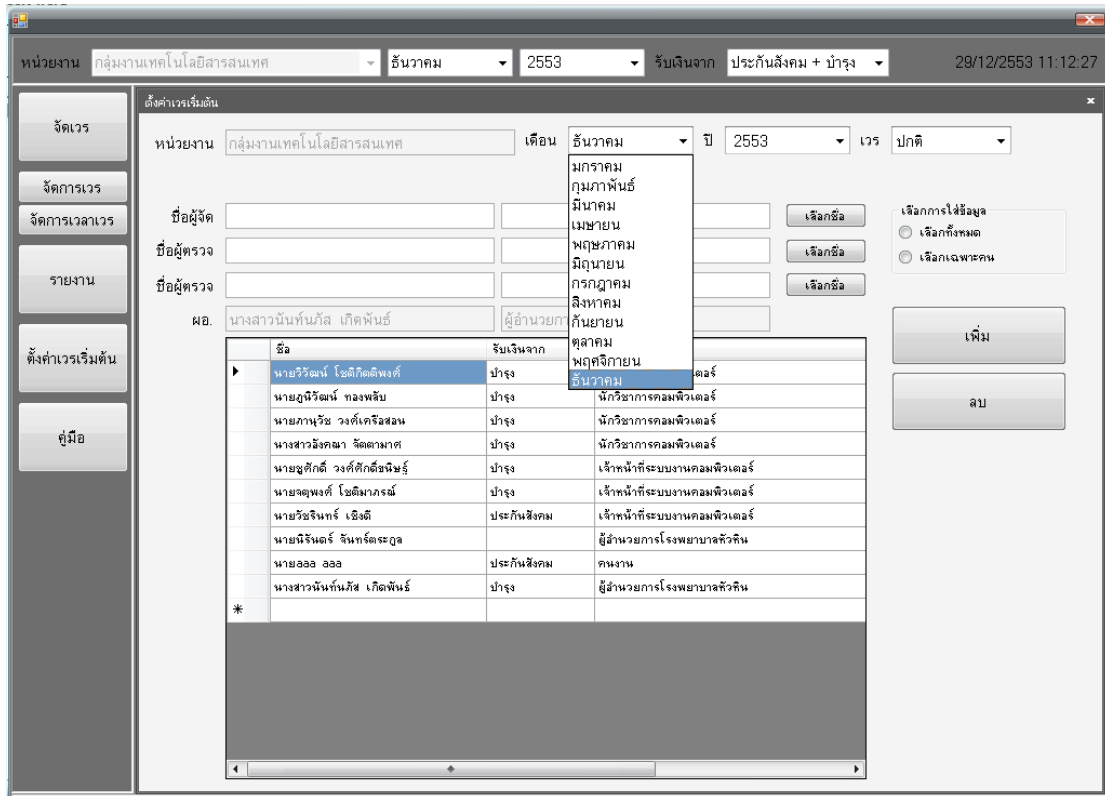 หน่วยงาน กลุ่มงานเทคโนโลยีสารสนเทศ ธันวาคม 2553 รับเงินจาก ประกันสังคม + บำรุง 29/12/2553 11:12:27
จัดเวร
จัดการเวร
จัดการเวลาเวร
รายงาน
ตั้งค่าเวรเริ่มต้น
คู่มือ
ตั้งค่าเวรเริ่มต้น
หน่วยงาน กลุ่มงานเทคโนโลยีสารสนเทศ เดือน ธันวาคม ปี 2553 เวร ปกติ
มกราคม
กุมภาพันธ์
มีนาคม
เมษายน
พฤษภาคม
มิถุนายน
กรกฎาคม
สิงหาคม
กันยายน
ตุลาคม
พฤศจิกายน
ธันวาคม
ชื่อผู้จัด เลือกชื่อ
ชื่อผู้ตรวจ เลือกชื่อ
ชื่อผู้ตรวจ เลือกชื่อ
ผอ. นางสาวนันท์นภัส เกิดพันธ์ ผู้อำนวยกา
เลือกการใส่ข้อมูล
เลือกทั้งหมด
เลือกเฉพาะคน
เพิ่ม
ลบ
ชื่อ รับเงินจาก
นายวิวัฒน์ โชติกิตติพงศ์ บำรุง เตอร์
นายภูนิวัฒน์ ทองพลับ บำรุง นักวิชาการคอมพิวเตอร์
นายภานุวัช วงศ์เครือสอน บำรุง นักวิชาการคอมพิวเตอร์
นางสาวอังคณา จัตตามาศ บำรุง นักวิชาการคอมพิวเตอร์
นายชูศักดิ์ วงศ์ศักดิ์ขนิษฐ์ บำรุง เจ้าหน้าที่ระบบงานคอมพิวเตอร์
นายจตุพงศ์ โชติมาภรณ์ บำรุง เจ้าหน้าที่ระบบงานคอมพิวเตอร์
นายวัชรินทร์ เชิงดี ประกันสังคม เจ้าหน้าที่ระบบงานคอมพิวเตอร์
นายนิรันดร์ จันทร์ตระกูล ผู้อำนวยการโรงพยาบาลหัวหิน
นายaaa aaa ประกันสังคม คนงาน
นางสาวนันท์นภัส เกิดพันธ์ บำรุง ผู้อำนวยการโรงพยาบาลหัวหิน